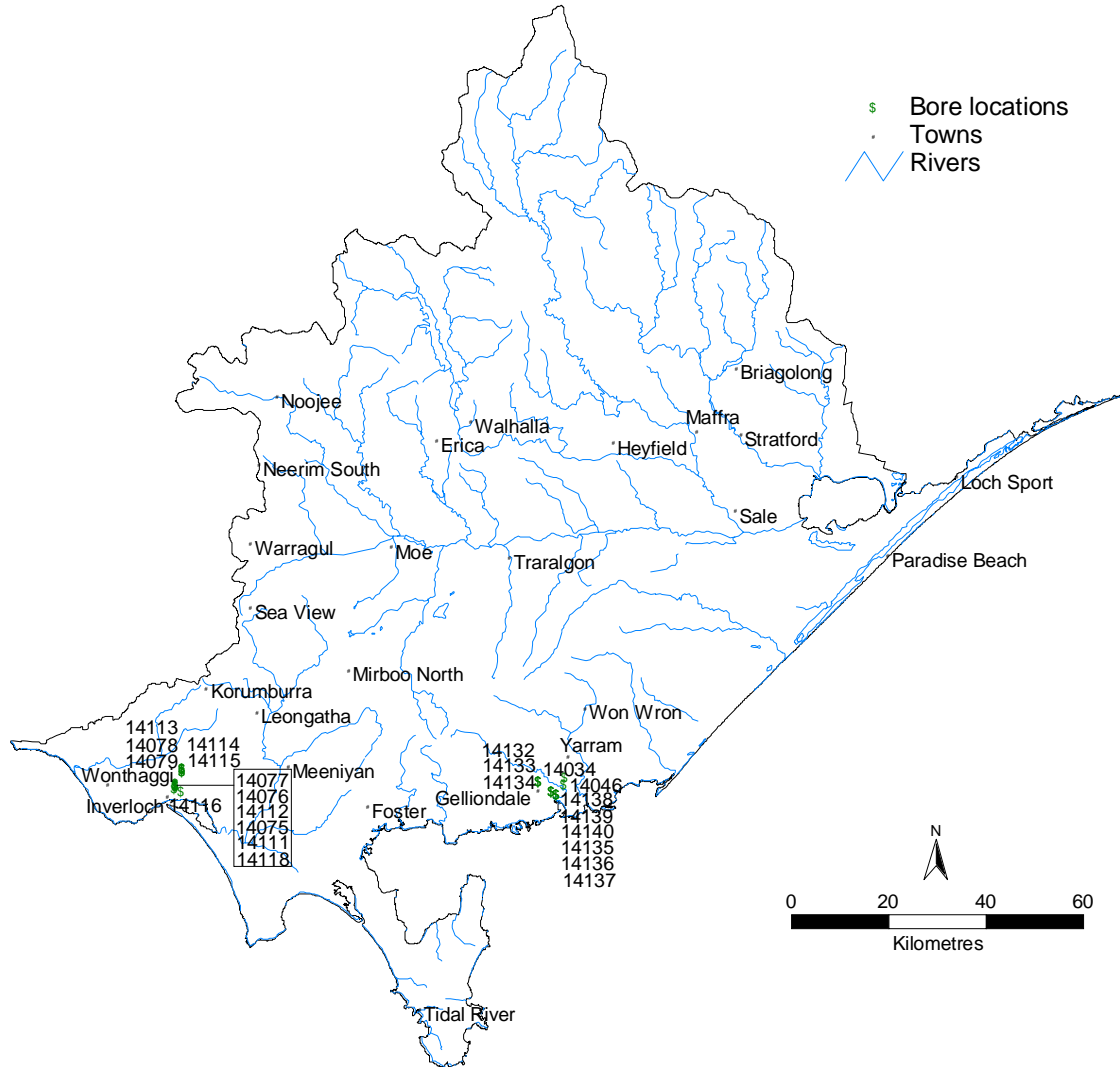 $ Bore locations
Towns
Rivers
Briagolong
Noojee
Maffra
Walhalla
Stratford
Erica
Heyfield
Neerim South
Loch Sport
Sale
Warragul
Moe
Traralgon
Paradise Beach
Sea View
Mirboo North
Korumburra
Leongatha
Won Wron
14113
14078
14079
14114
14115
Wonthaggi
Meeniyan
Inverloch
14116
14077
14076
14112
14075
14111
14118
Foster
Yarram
14132
14133
14134
14034
Gelliondale
14046
14138
14139
14140
14135
14136
14137
N
0 20 40 60
Kilometres
Tidal River